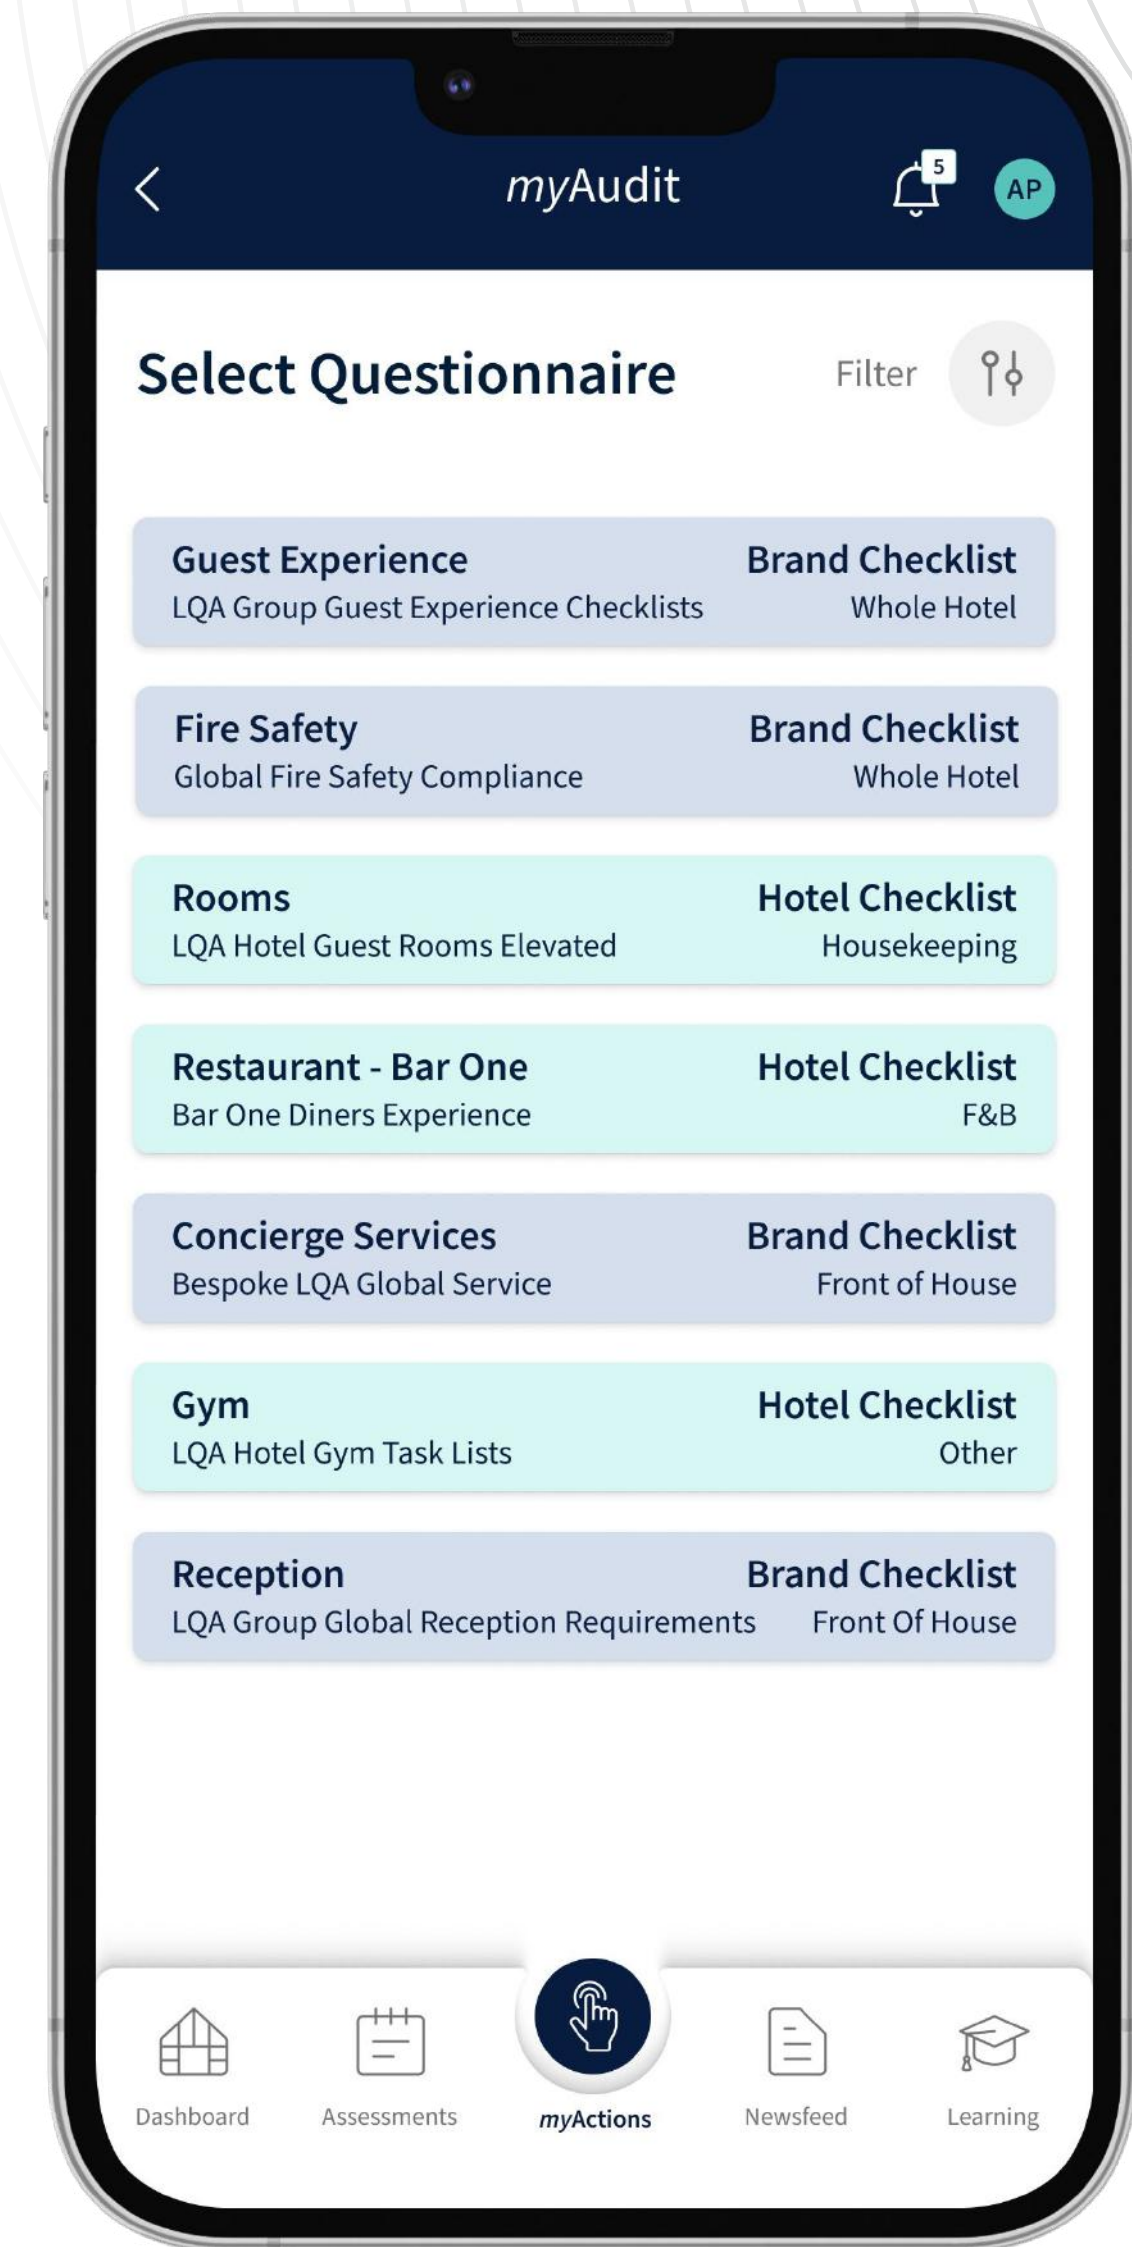 myAudit
5
AP
Select Questionnaire
Filter
Guest Experience Brand Checklist
LQA Group Guest Experience Checklists Whole Hotel
Fire Safety Brand Checklist
Global Fire Safety Compliance Whole Hotel
Rooms Hotel Checklist
LQA Hotel Guest Rooms Elevated Housekeeping
Restaurant - Bar One Hotel Checklist
Bar One Diners Experience F&B
Concierge Services Brand Checklist
Bespoke LQA Global Service Front of House
Gym Hotel Checklist
LQA Hotel Gym Task Lists Other
Reception Brand Checklist
LQA Group Global Reception Requirements Front Of House
Dashboard Assessments myActions Newsfeed Learning